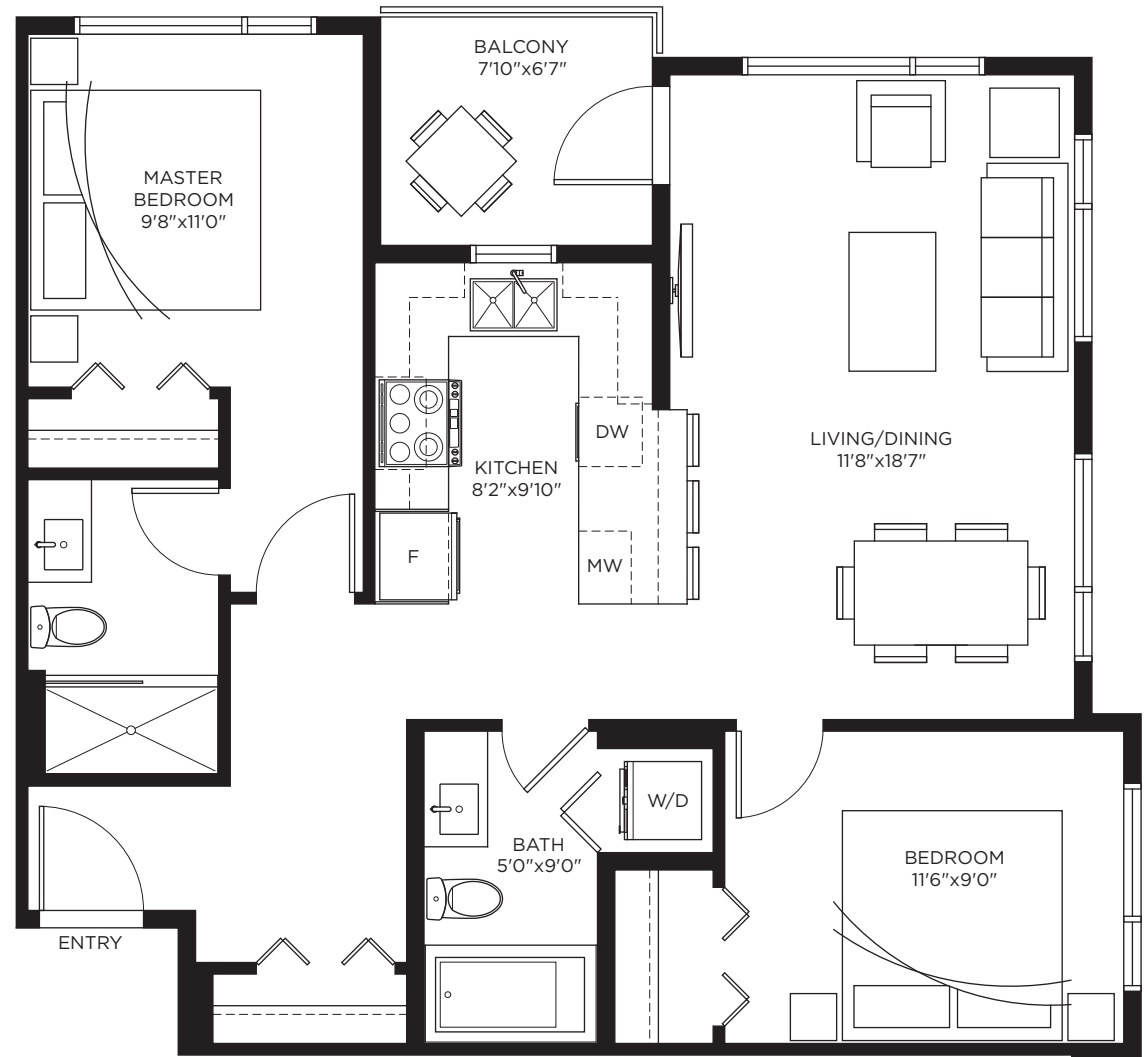 BALCONY
7'10"x6'7"
MASTER
BEDROOM
9'8"x11'0"
DW
LIVING/DINING
11'8"x18'7"
KITCHEN
8'2"x9'10"
F
MW
W/D
BATH
5'0"x9'0"
BEDROOM
11'6"x9'0"
ENTRY